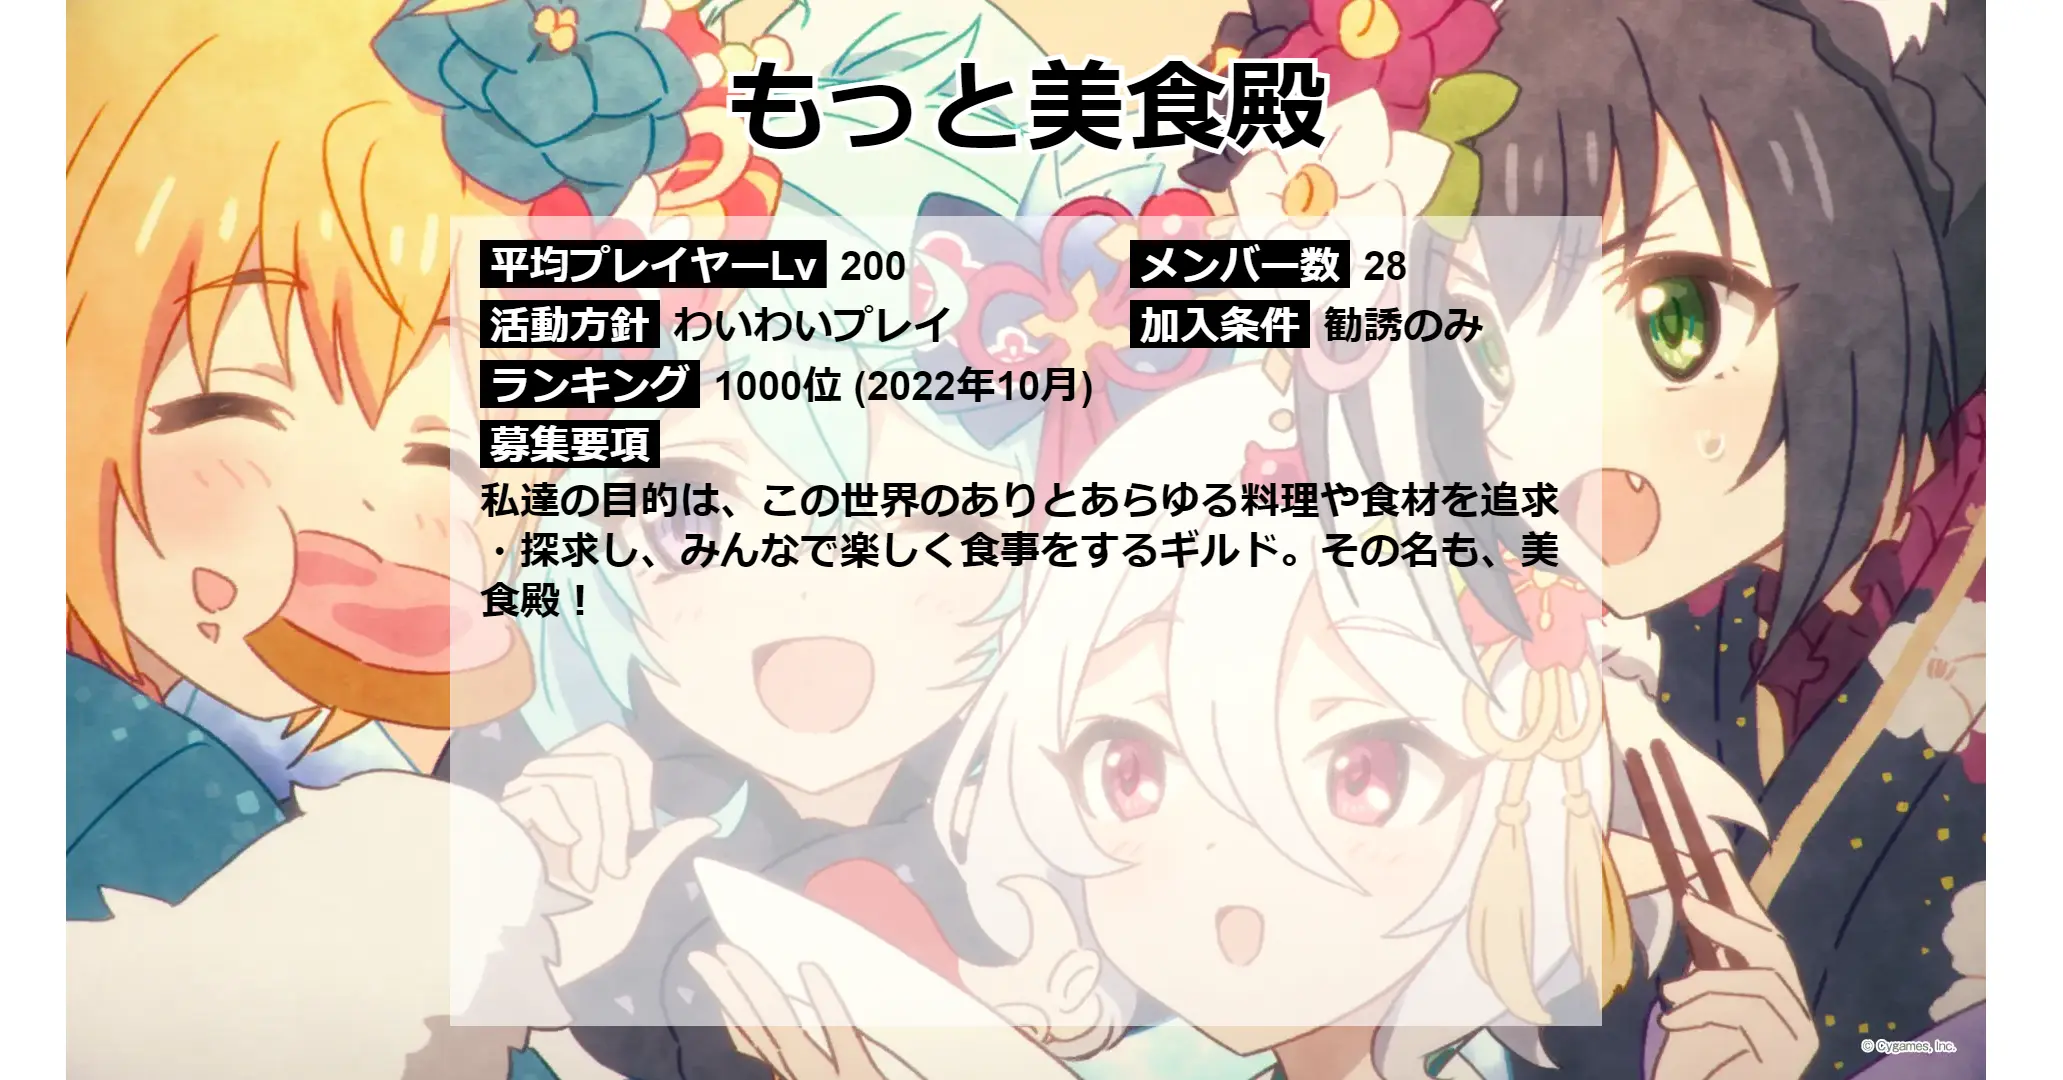 もっと美食殿
平均プレイヤーLv 200 メンバー数 28
活動方針 わいわいプレイ 加入条件 勧誘のみ
ランキング 1000位 (2022年10月)
募集要項
私達の目的は、この世界のありとあらゆる料理や食材を追求
・探求し、みんなで楽しく食事をするギルド。その名も、美
食殿！
© Cygames, Inc.